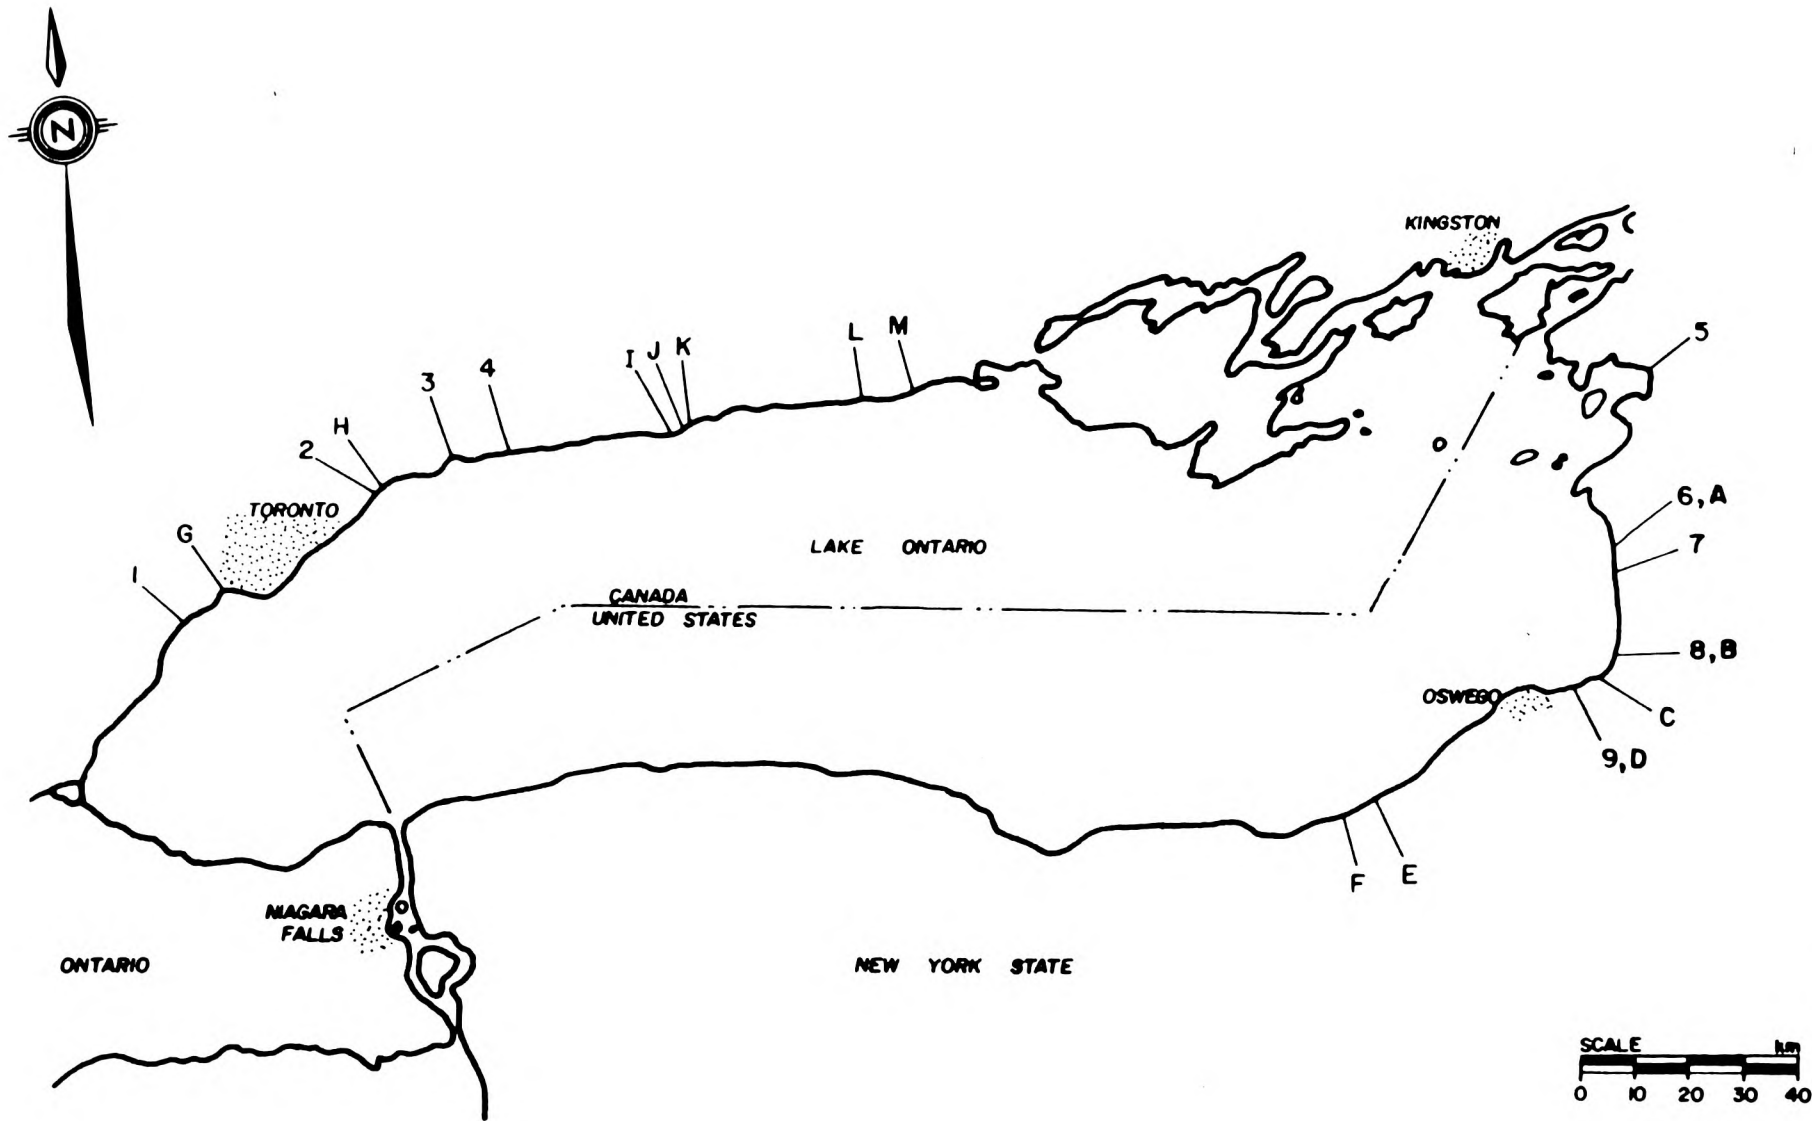 N
KINGSTON
5
L
M
I
J
K
3
4
H
2
TORONTO
6,A
G
7
LAKE ONTARIO
1
CANADA
UNITED STATES
8,B
OSWEGO
C
9,D
F
E
NIAGARA
FALLS
ONTARIO
NEW YORK STATE
SCALE km
0 10 20 30 40